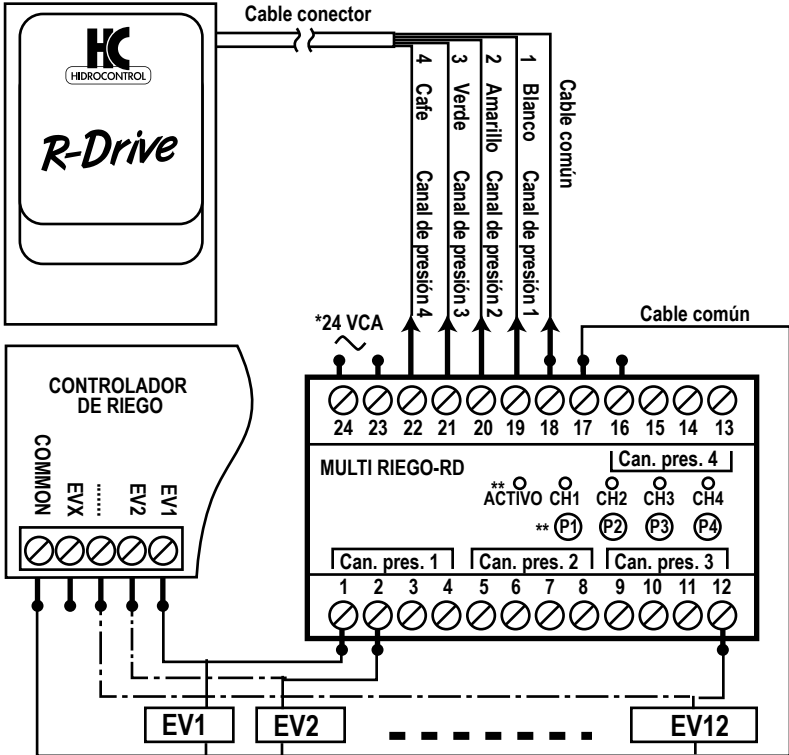 Cable conector
HC
HIDROCONTROL
R-Drive
4 Cafe Canal de presión 4
3 Verde Canal de presión 3
2 Amarillo Canal de presión 2
1 Blanco Canal de presión 1
Cable común
*24 VCA
Cable común
CONTROLADOR
DE RIEGO
COMMON
EVX
........
EV2
EV1
24 23 22 21 20 19 18 17 16 15 14 13
MULTI RIEGO-RD
Can. pres. 4
** ACTIVO CH1 CH2 CH3 CH4
** P1 P2 P3 P4
Can. pres. 1 Can. pres. 2 Can. pres. 3
1 2 3 4 5 6 7 8 9 10 11 12
EV1 EV2 EV12